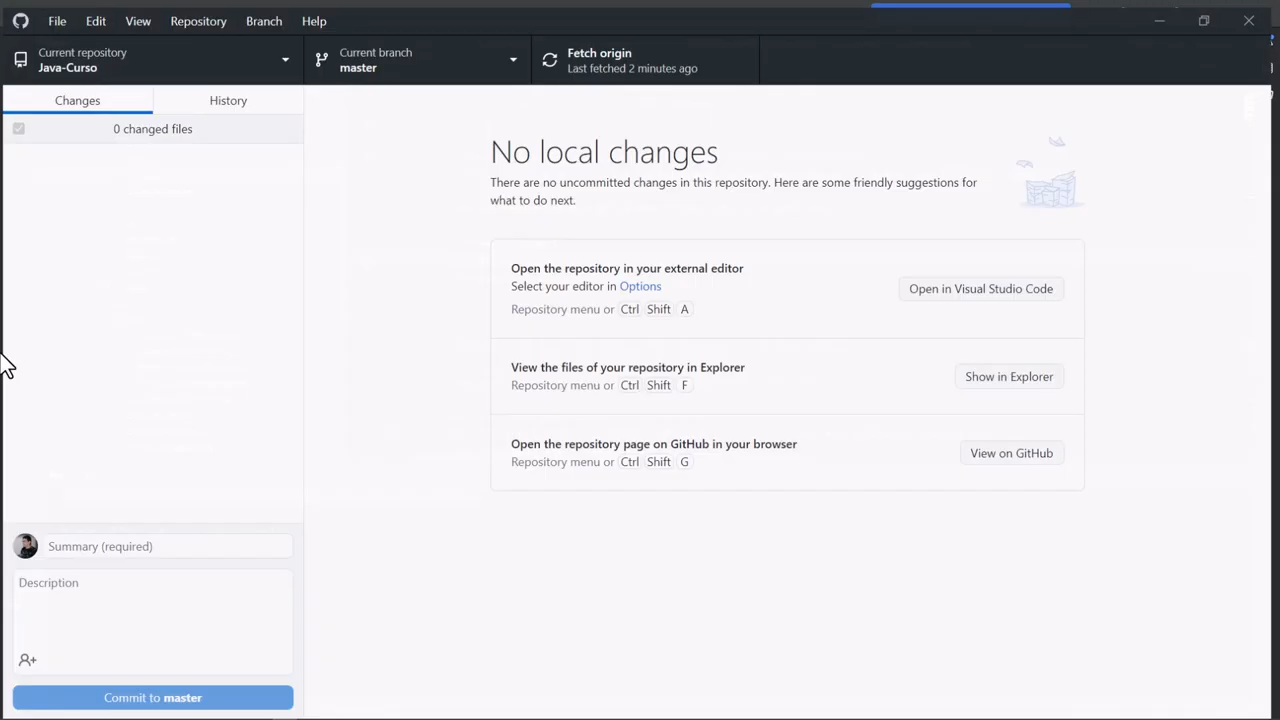 File Edit View Repository Branch Help
Current repository
Java-Curso
Current branch
master
Fetch origin
Last fetched 2 minutes ago
Changes
History
0 changed files
No local changes
There are no uncommitted changes in this repository. Here are some friendly suggestions for
what to do next.
Open the repository in your external editor
Select your editor in Options
Repository menu or Ctrl Shift A
Open in Visual Studio Code
View the files of your repository in Explorer
Repository menu or Ctrl Shift F
Show in Explorer
Open the repository page on GitHub in your browser
Repository menu or Ctrl Shift G
View on GitHub
Summary (required)
Description
Commit to master